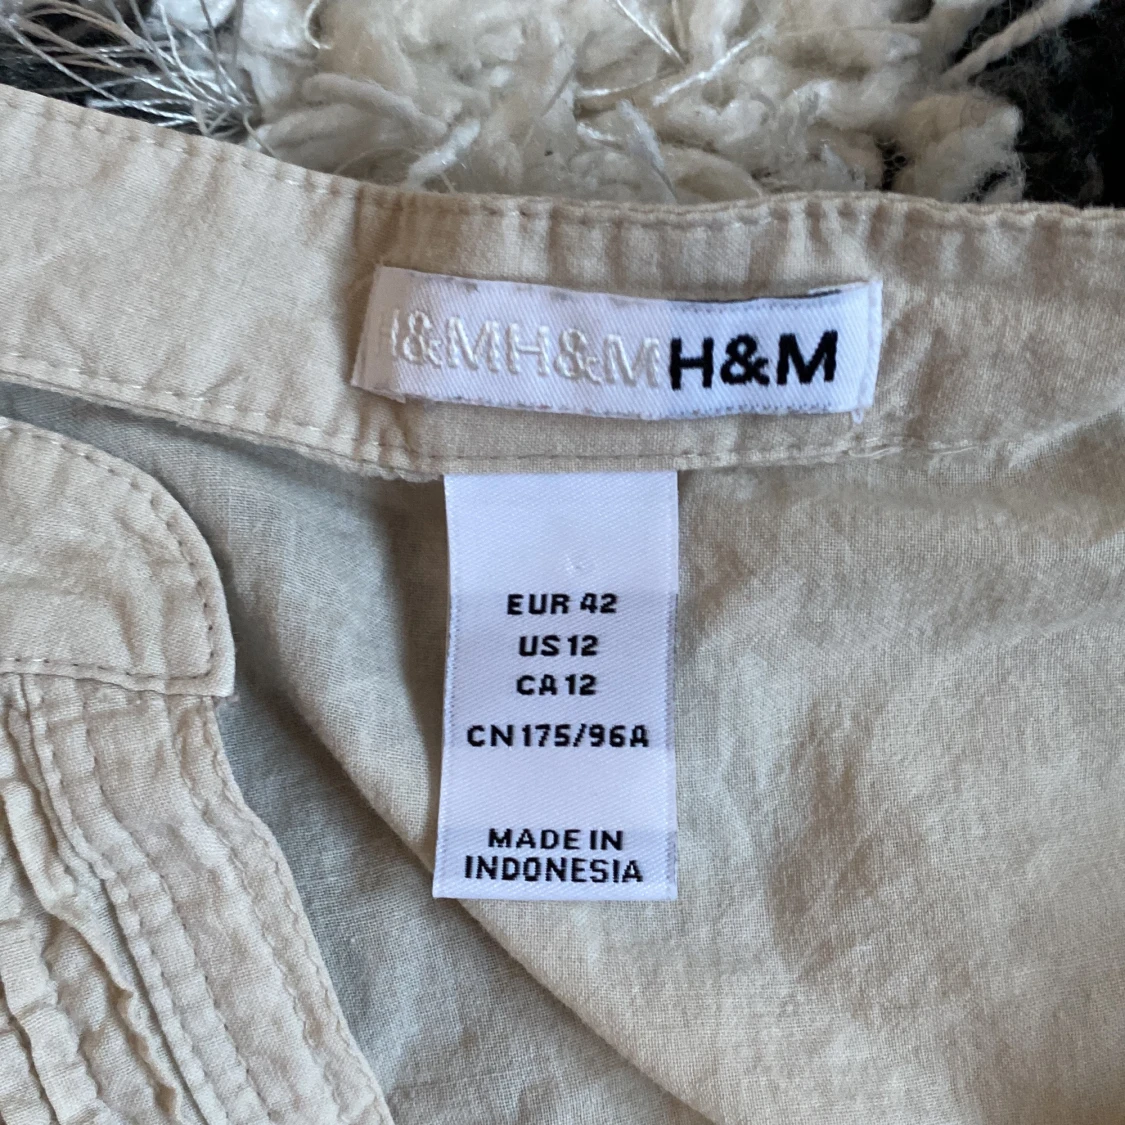 H&MH&MH&M
EUR 42
US 12
CA 12
CN 175/96A
MADE IN
INDONESIA